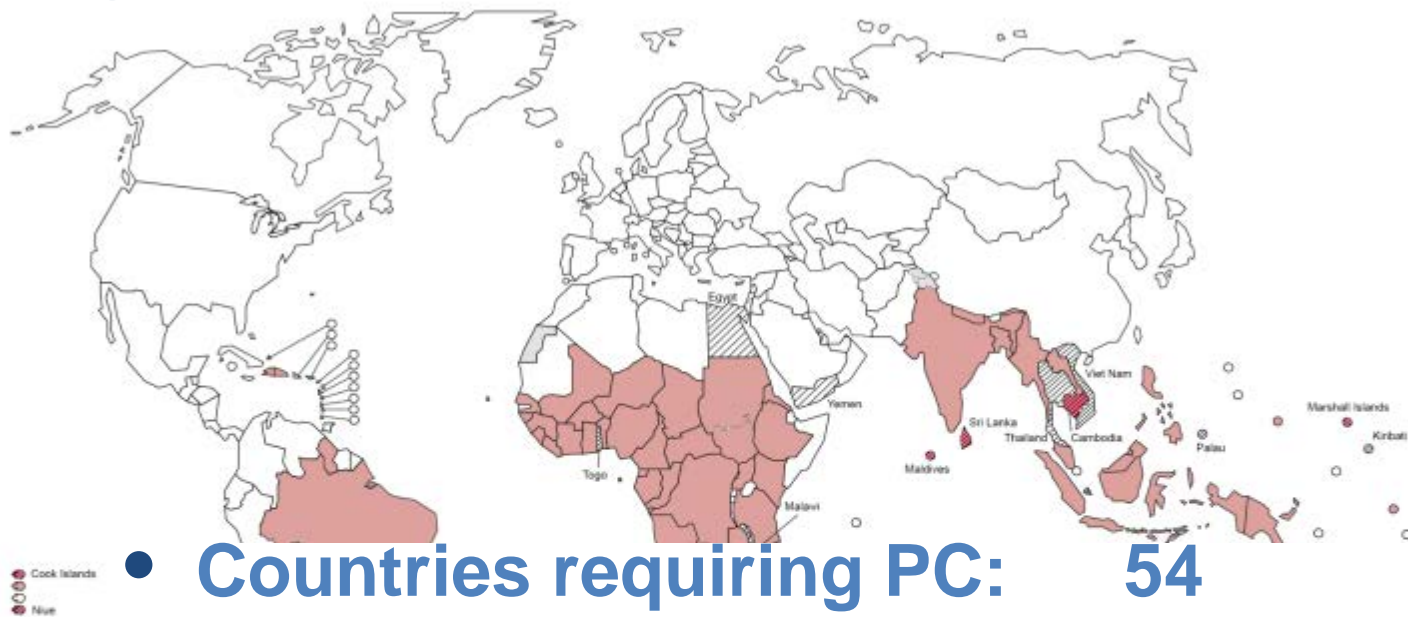 Egypt
Viet Nam
Yemen
Marshall Islands
Sri Lanka
Thailand
Cambodia
Kiribati
Palau
Maldives
Togo
Malawi
Cook Islands
Niue
• Countries requiring PC: 54